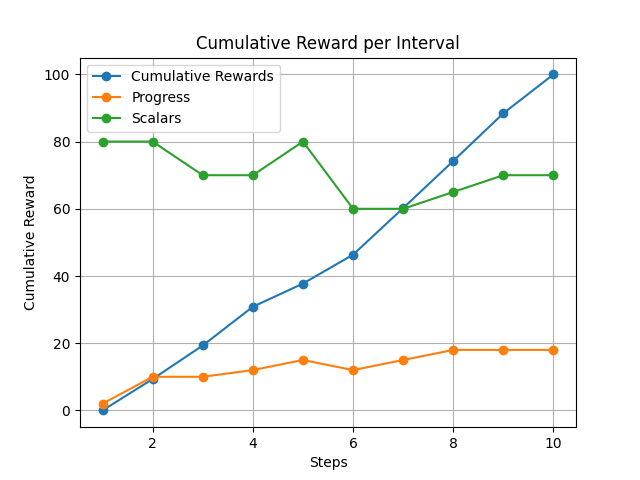 Cumulative Reward per Interval
Cumulative Rewards
Progress
Scalars
Cumulative Reward
100
80
60
40
20
0
2 4 6 8 10
Steps